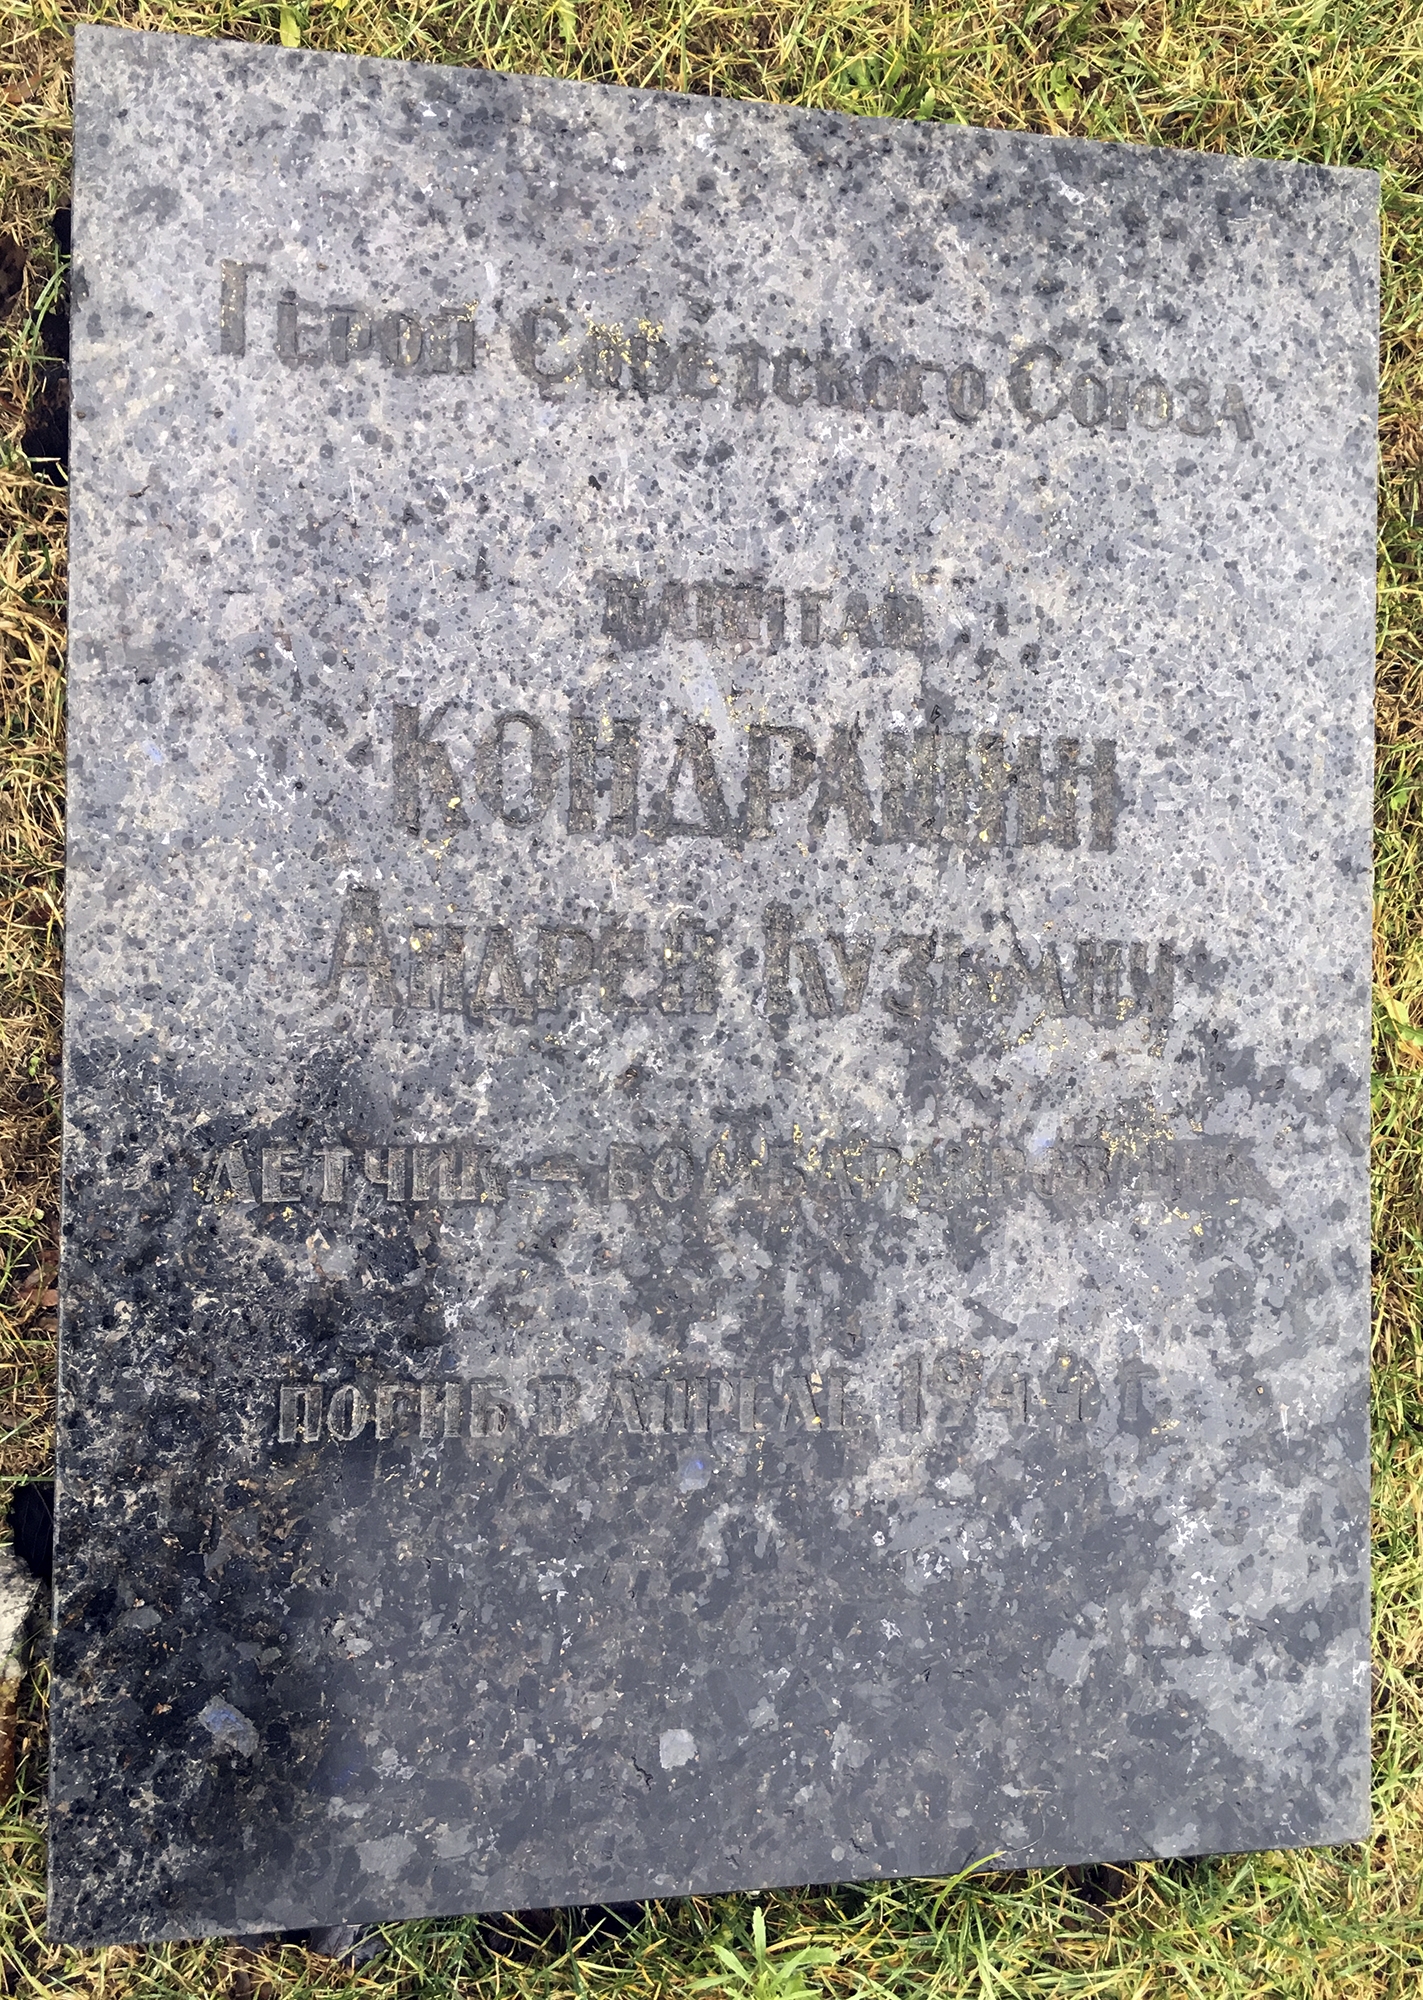 Герой Советского Союза
капитан
КОНДРАШИН
Андрей Кузьмич
ЛЕТЧИК — БОМБАРДИРОВЩИК
ПОГИБ В АПРЕЛЕ 1944 г.